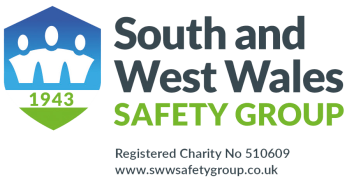 1943
South and
West Wales
SAFETY GROUP
Registered Charity No 510609
www.swwsafetygroup.co.uk